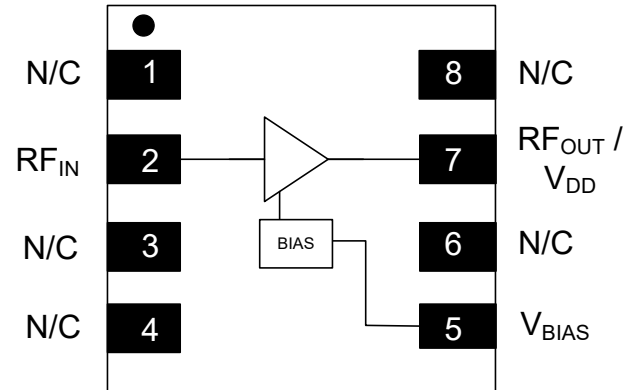 N/C 1 8 N/C
RF_IN 2 7 RF_OUT /
V_DD
N/C 3 BIAS 6 N/C
N/C 4 5 V_BIAS